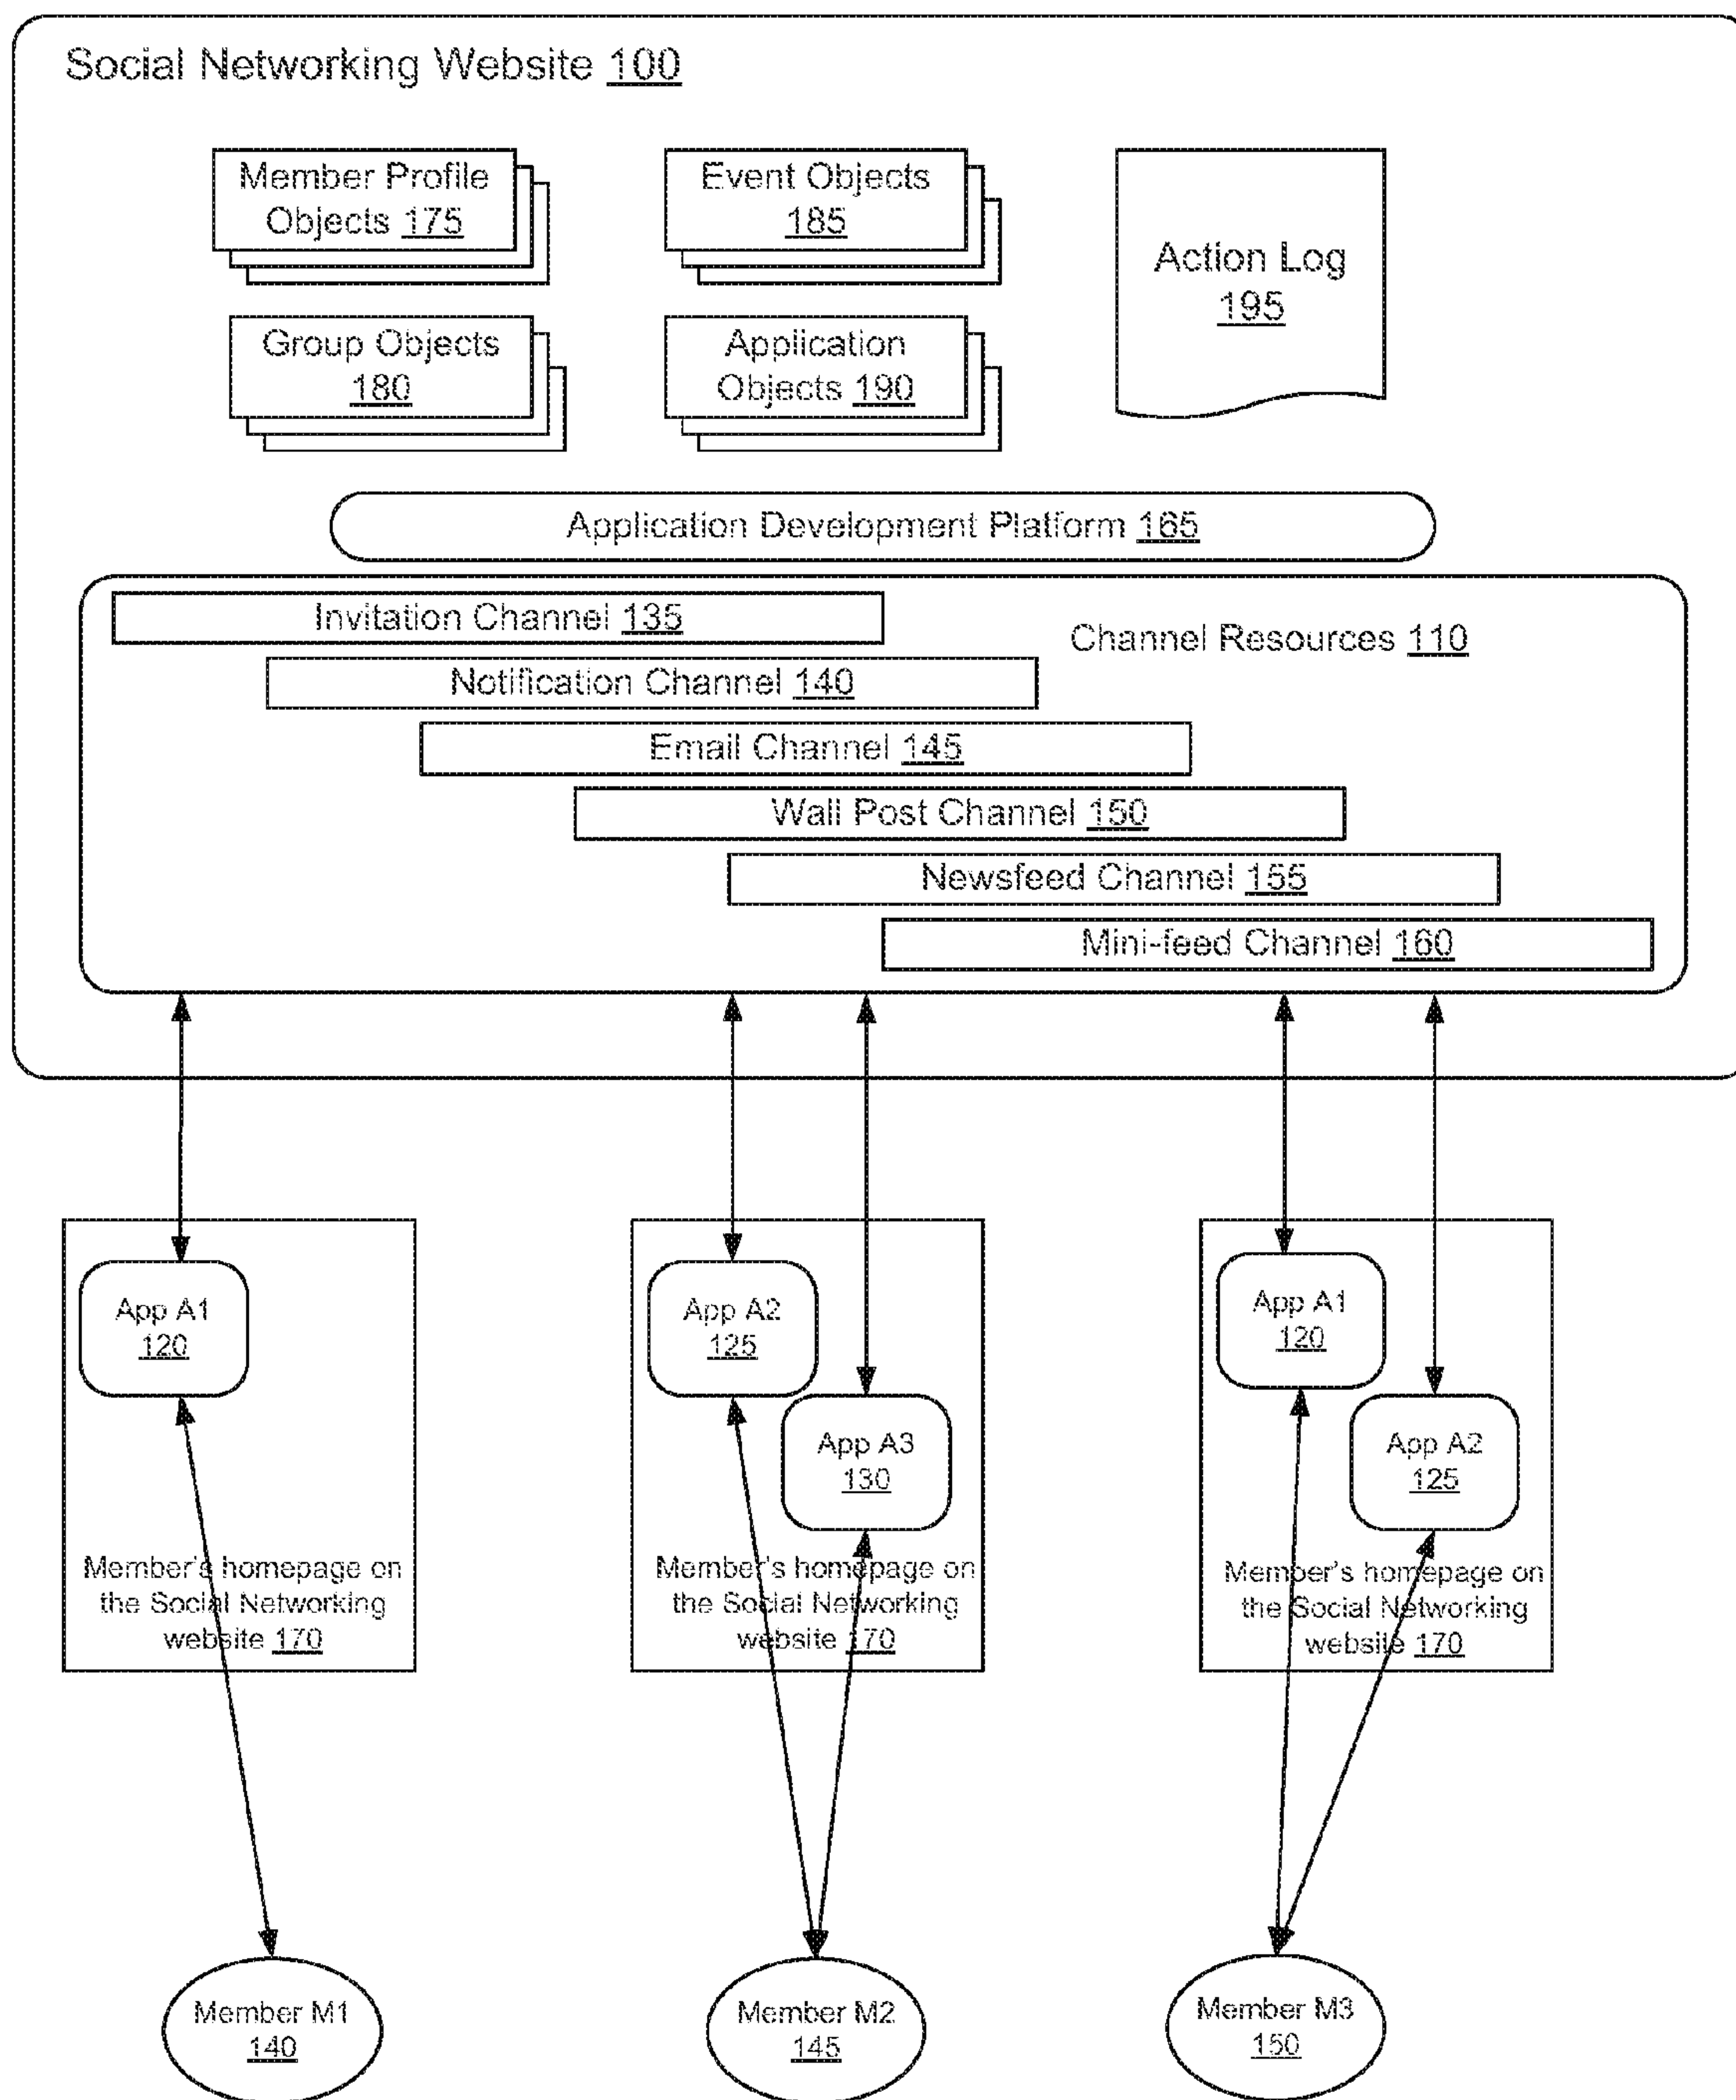 Social Networking Website 100
Member Profile
Objects 175
Event Objects
185
Action Log
195
Group Objects
180
Application
Objects 190
Application Development Platform 165
Invitation Channel 135
Channel Resources 110
Notification Channel 140
Email Channel 145
Wall Post Channel 150
Newsfeed Channel 155
Mini-feed Channel 160
App A1
120
Member's homepage on
the Social Networking
website 170
App A2
125
App A3
130
Member's homepage on
the Social Networking
website 170
App A1
120
App A2
125
Member's homepage on
the Social Networking
website 170
Member M1
140
Member M2
145
Member M3
150